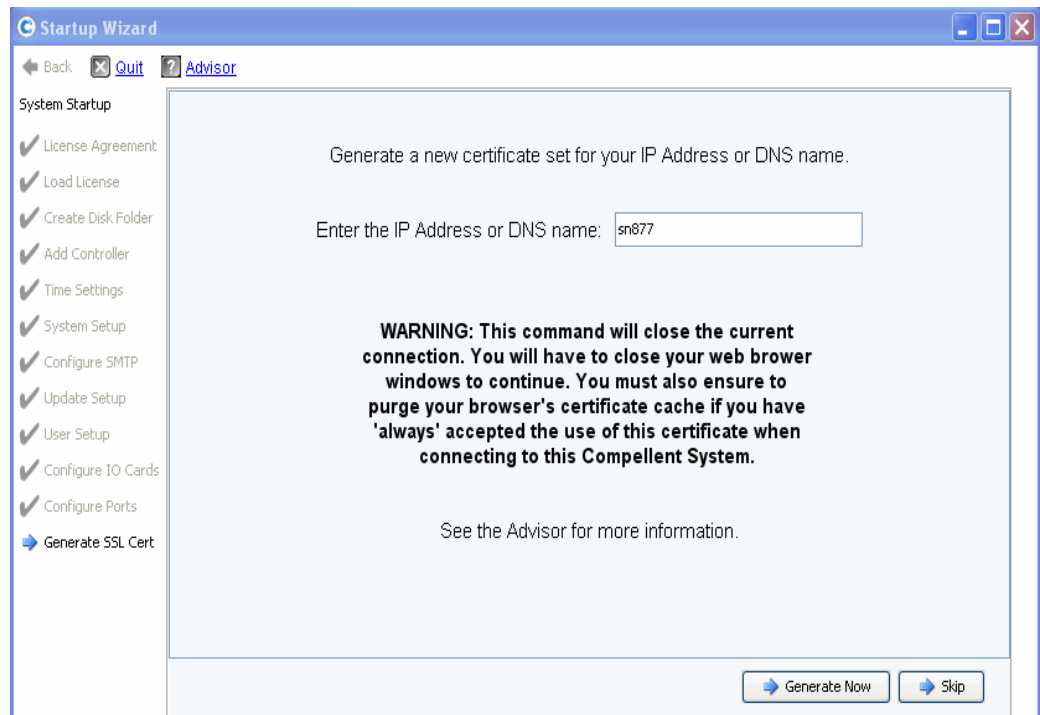 Startup Wizard
Back Quit Advisor
System Startup
License Agreement
Load License
Create Disk Folder
Add Controller
Time Settings
System Setup
Configure SMTP
Update Setup
User Setup
Configure IO Cards
Configure Ports
Generate SSL Cert
Generate a new certificate set for your IP Address or DNS name.
Enter the IP Address or DNS name: sn877
WARNING: This command will close the current
connection. You will have to close your web brower
windows to continue. You must also ensure to
purge your browser's certificate cache if you have
'always' accepted the use of this certificate when
connecting to this Compellent System.
See the Advisor for more information.
Generate Now Skip